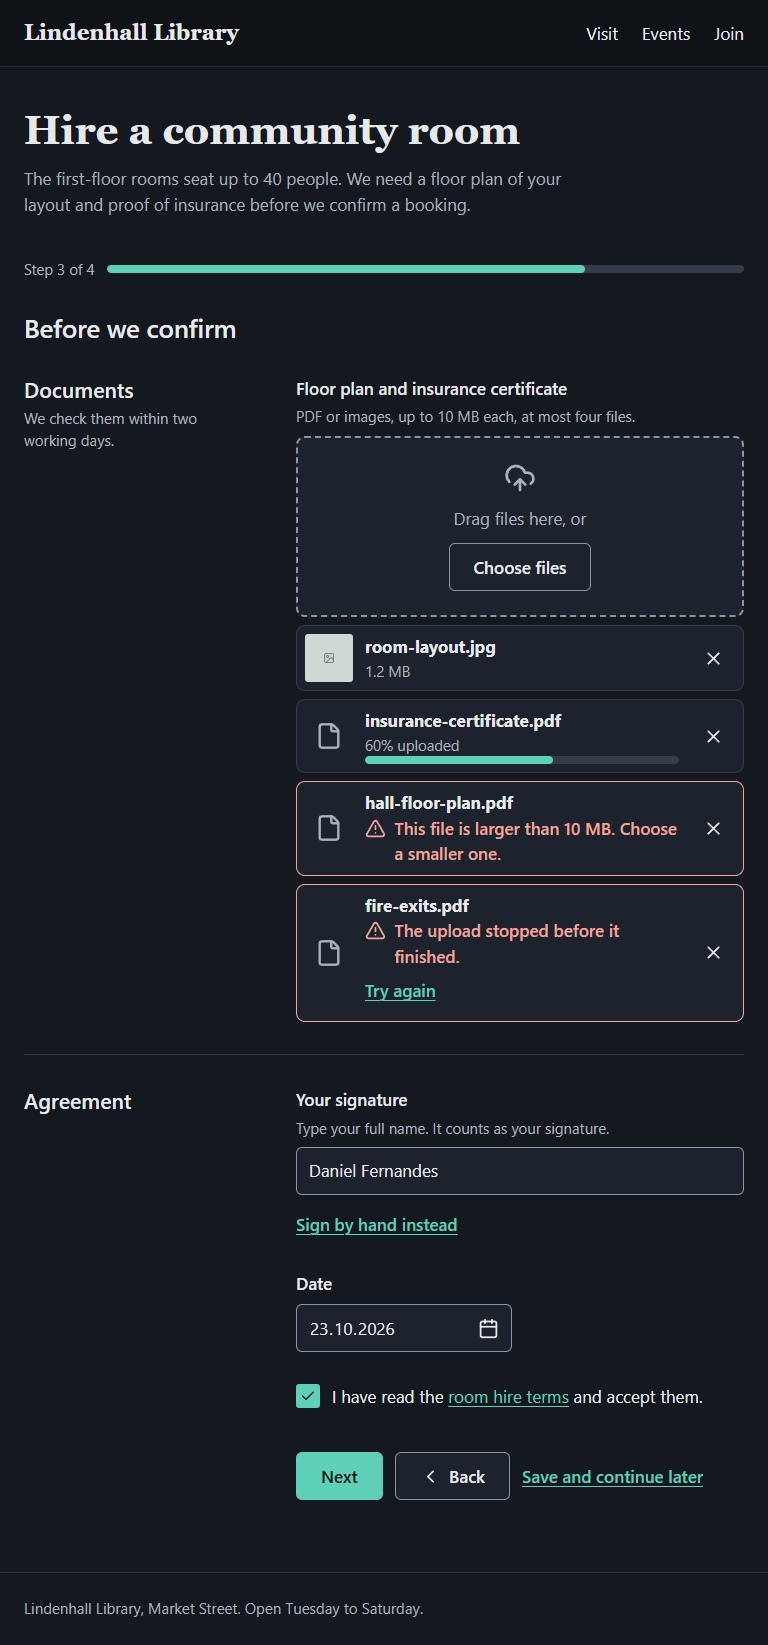 Lindenhall Library
Visit
Events
Join
Hire a community room
The first-floor rooms seat up to 40 people. We need a floor plan of your
layout and proof of insurance before we confirm a booking.
Step 3 of 4
Before we confirm
Documents
We check them within two
working days.
Floor plan and insurance certificate
PDF or images, up to 10 MB each, at most four files.
Drag files here, or
Choose files
room-layout.jpg
1.2 MB
insurance-certificate.pdf
60% uploaded
hall-floor-plan.pdf
This file is larger than 10 MB. Choose
a smaller one.
fire-exits.pdf
The upload stopped before it
finished.
Try again
Agreement
Your signature
Type your full name. It counts as your signature.
Daniel Fernandes
Sign by hand instead
Date
23.10.2026
I have read the room hire terms and accept them.
Next
Back
Save and continue later
Lindenhall Library, Market Street. Open Tuesday to Saturday.